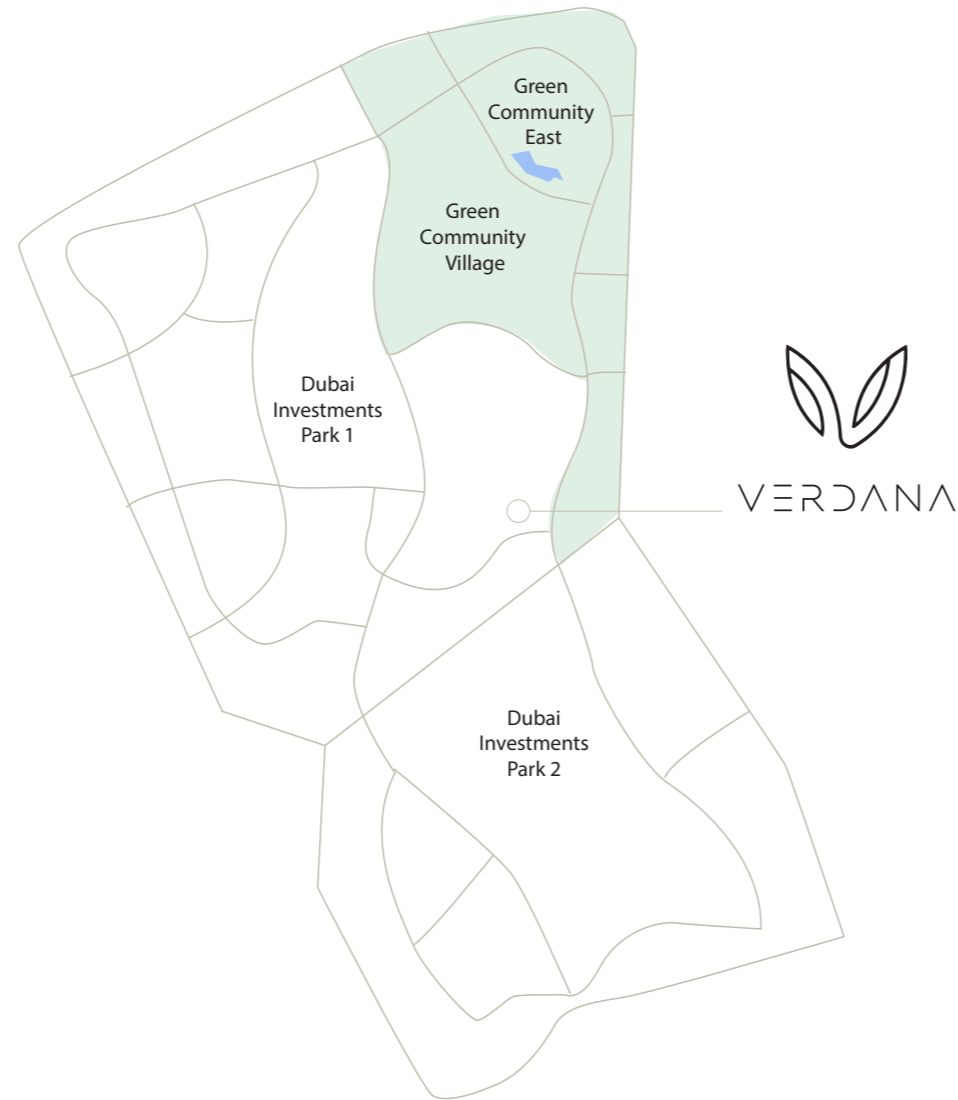 Green
Community
East
Green
Community
Village
Dubai
Investments
Park 1
VERDANA
Dubai
Investments
Park 2